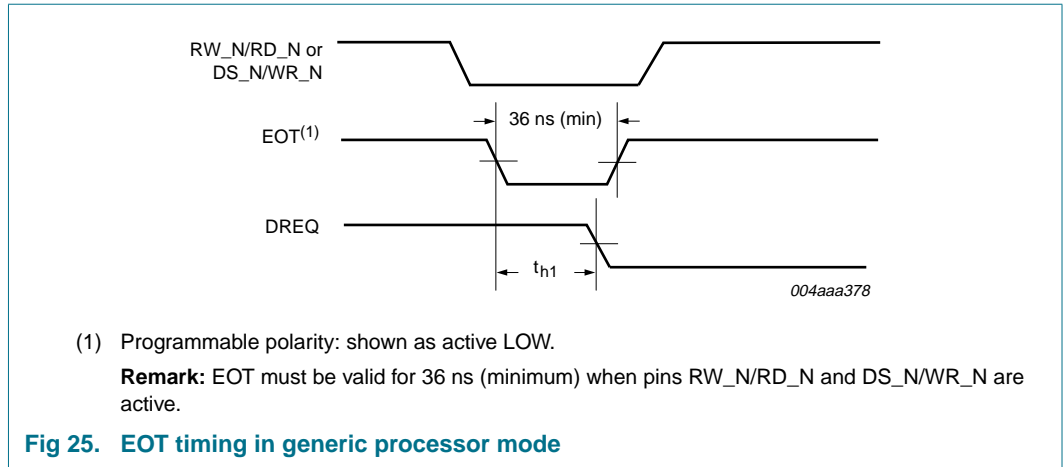 RW_N/RD_N or
DS_N/WR_N
36 ns (min)
EOT(1)
DREQ
th1
004aaa378
(1) Programmable polarity: shown as active LOW.
Remark: EOT must be valid for 36 ns (minimum) when pins RW_N/RD_N and DS_N/WR_N are
active.
Fig 25. EOT timing in generic processor mode